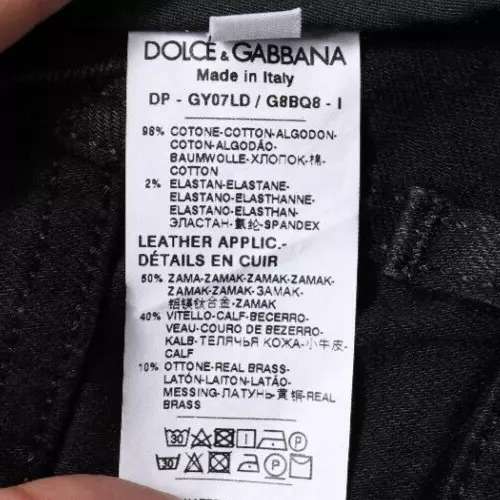 DOLCE & GABBANA
Made in Italy
DP - GY07LD / G8BQ8 - I
98% COTONE-COTTON-ALGODON-
COTON-ALGODÃO-
BAUMWOLLE-ХЛОПОК-棉-
COTTON
2% ELASTAN-ELASTANE-
ELASTANO-ELASTHANNE-
ELASTANO-ELASTHAN-
ЭЛАСТАН-氨纶-SPANDEX
LEATHER APPLIC.-
DÉTAILS EN CUIR
50% ZAMA-ZAMAK-ZAMAK-ZAMAK-
ZAMAK-ZAMAK-ЗАМАК-
-ZAMAK
40% VITELLO-CALF-BECERRO-
VEAU-COURO DE BEZERRO-
KALB-ТЕЛЯЧЬЯ КОЖА-小牛皮-
CALF
10% OTTONE-REAL BRASS-
LATÓN-LAITON-LATÃO-
MESSING-ЛАТУНЬ-黄铜-REAL
BRASS
30 P
30 P